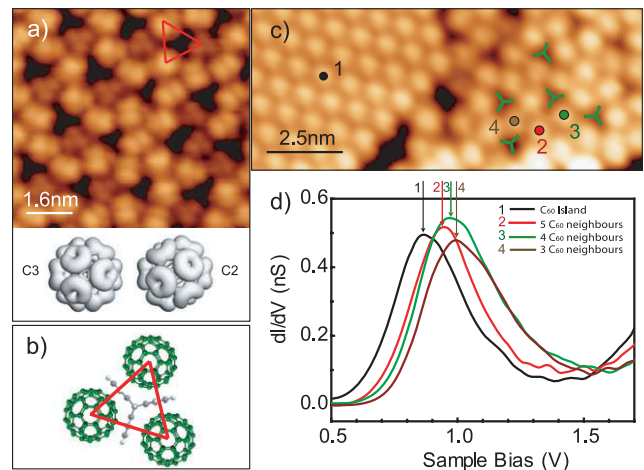 a)
1.6nm
C3
C2
b)
c)
1
4
3
2
2.5nm
d)
1
2
3
4
1 C₆₀ Island
2 5 C₆₀ neighbours
3 4 C₆₀ neighbours
4 3 C₆₀ neighbours
0.6
0.4
0.2
0.0
dI/dV (nS)
0.5
1.0
1.5
Sample Bias (V)